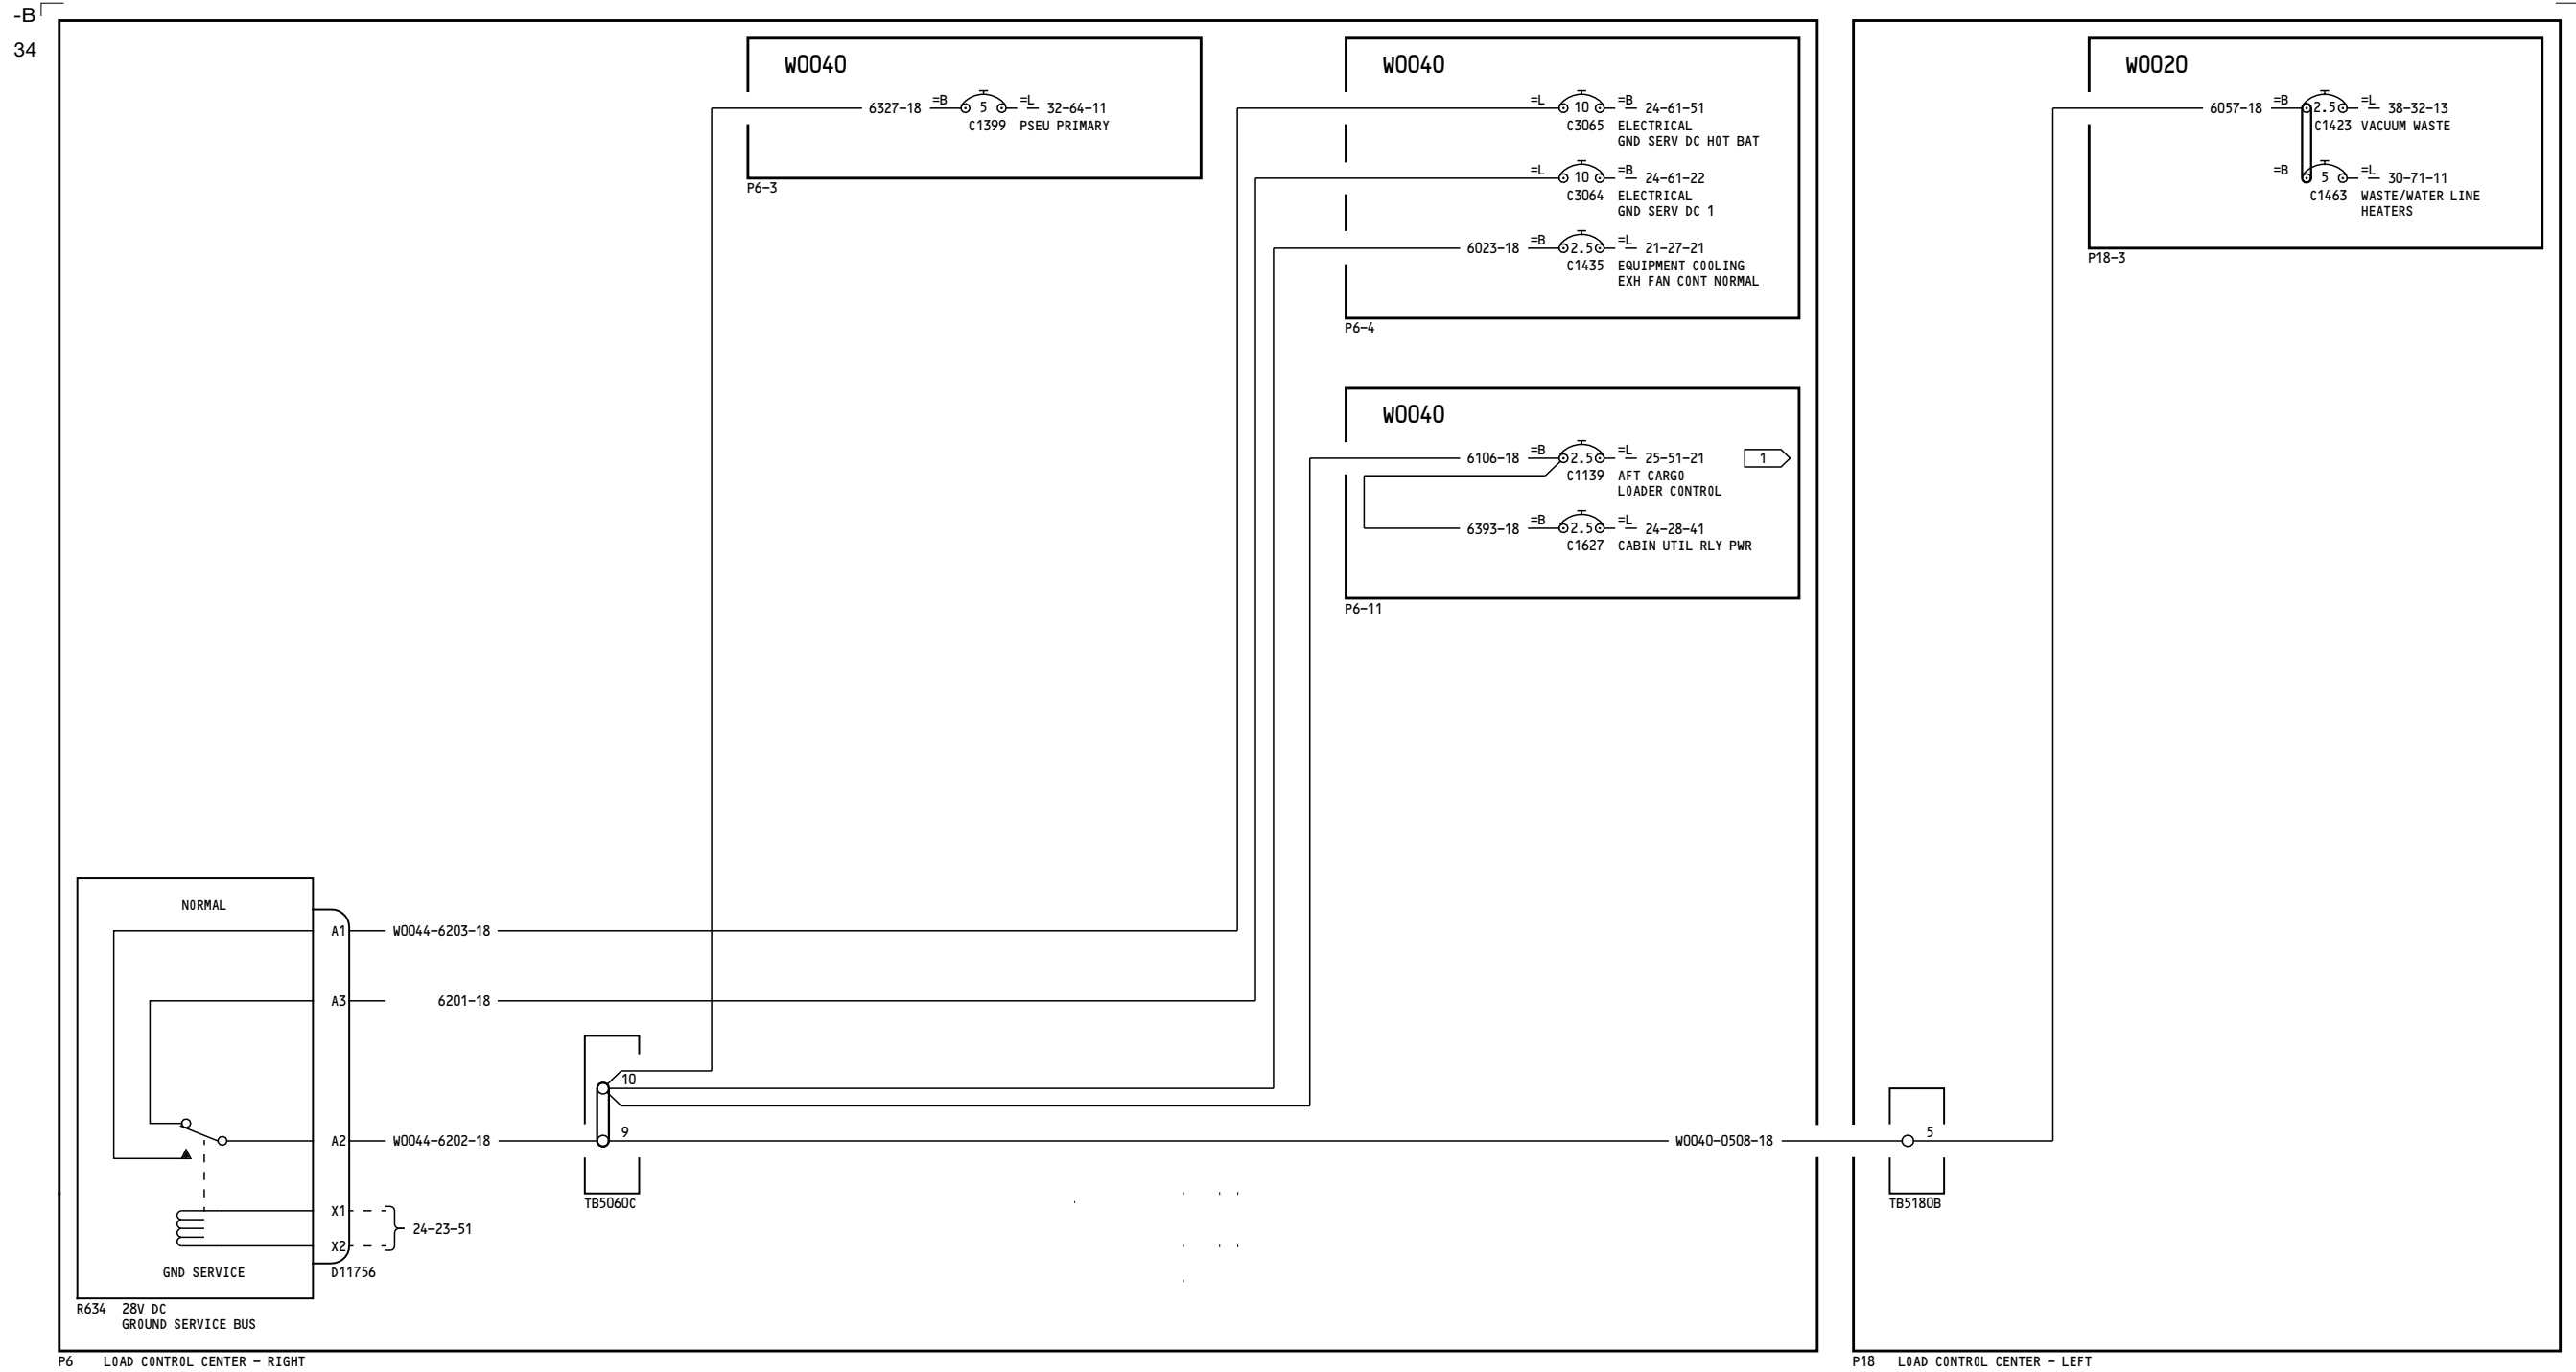 -B
34
W0040
6327-18 =B 5 =L 32-64-11
C1399 PSEU PRIMARY
P6-3
W0040
=L 10 =B 24-61-51
C3065 ELECTRICAL
GND SERV DC HOT BAT
=L 10 =B 24-61-22
C3064 ELECTRICAL
GND SERV DC 1
6023-18 =B 2.5 =L 21-27-21
C1435 EQUIPMENT COOLING
EXH FAN CONT NORMAL
P6-4
W0040
6106-18 =B 2.5 =L 25-51-21 1
C1139 AFT CARGO
LOADER CONTROL
6393-18 =B 2.5 =L 24-28-41
C1627 CABIN UTIL RLY PWR
P6-11
W0020
6057-18 =B 2.5 =L 38-32-13
C1423 VACUUM WASTE
=B 5 =L 30-71-11
C1463 WASTE/WATER LINE
HEATERS
P18-3
NORMAL
A1 W0044-6203-18
A3 6201-18
10
9
A2 W0044-6202-18
W0040-0508-18
5
TB5060C
TB5180B
X1
24-23-51
X2
GND SERVICE
D11756
R634 28V DC
GROUND SERVICE BUS
P6 LOAD CONTROL CENTER - RIGHT
P18 LOAD CONTROL CENTER - LEFT